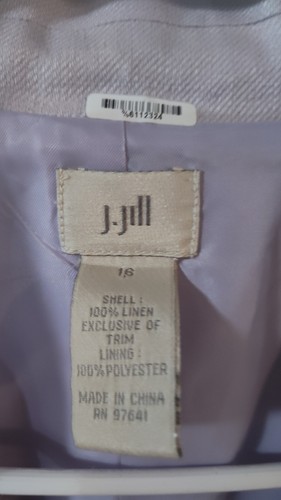 %6112324
J.Jill
16
SHELL:
100% LINEN
EXCLUSIVE OF
TRIM
LINING:
100% POLYESTER
MADE IN CHINA
RN 97641